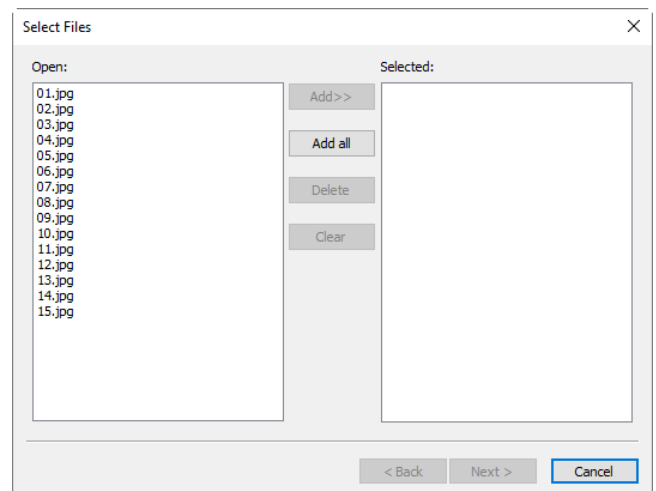 Select Files
Open:
Selected:
01.jpg
02.jpg
03.jpg
04.jpg
05.jpg
06.jpg
07.jpg
08.jpg
09.jpg
10.jpg
11.jpg
12.jpg
13.jpg
14.jpg
15.jpg
Add>>
Add all
Delete
Clear
< Back
Next >
Cancel